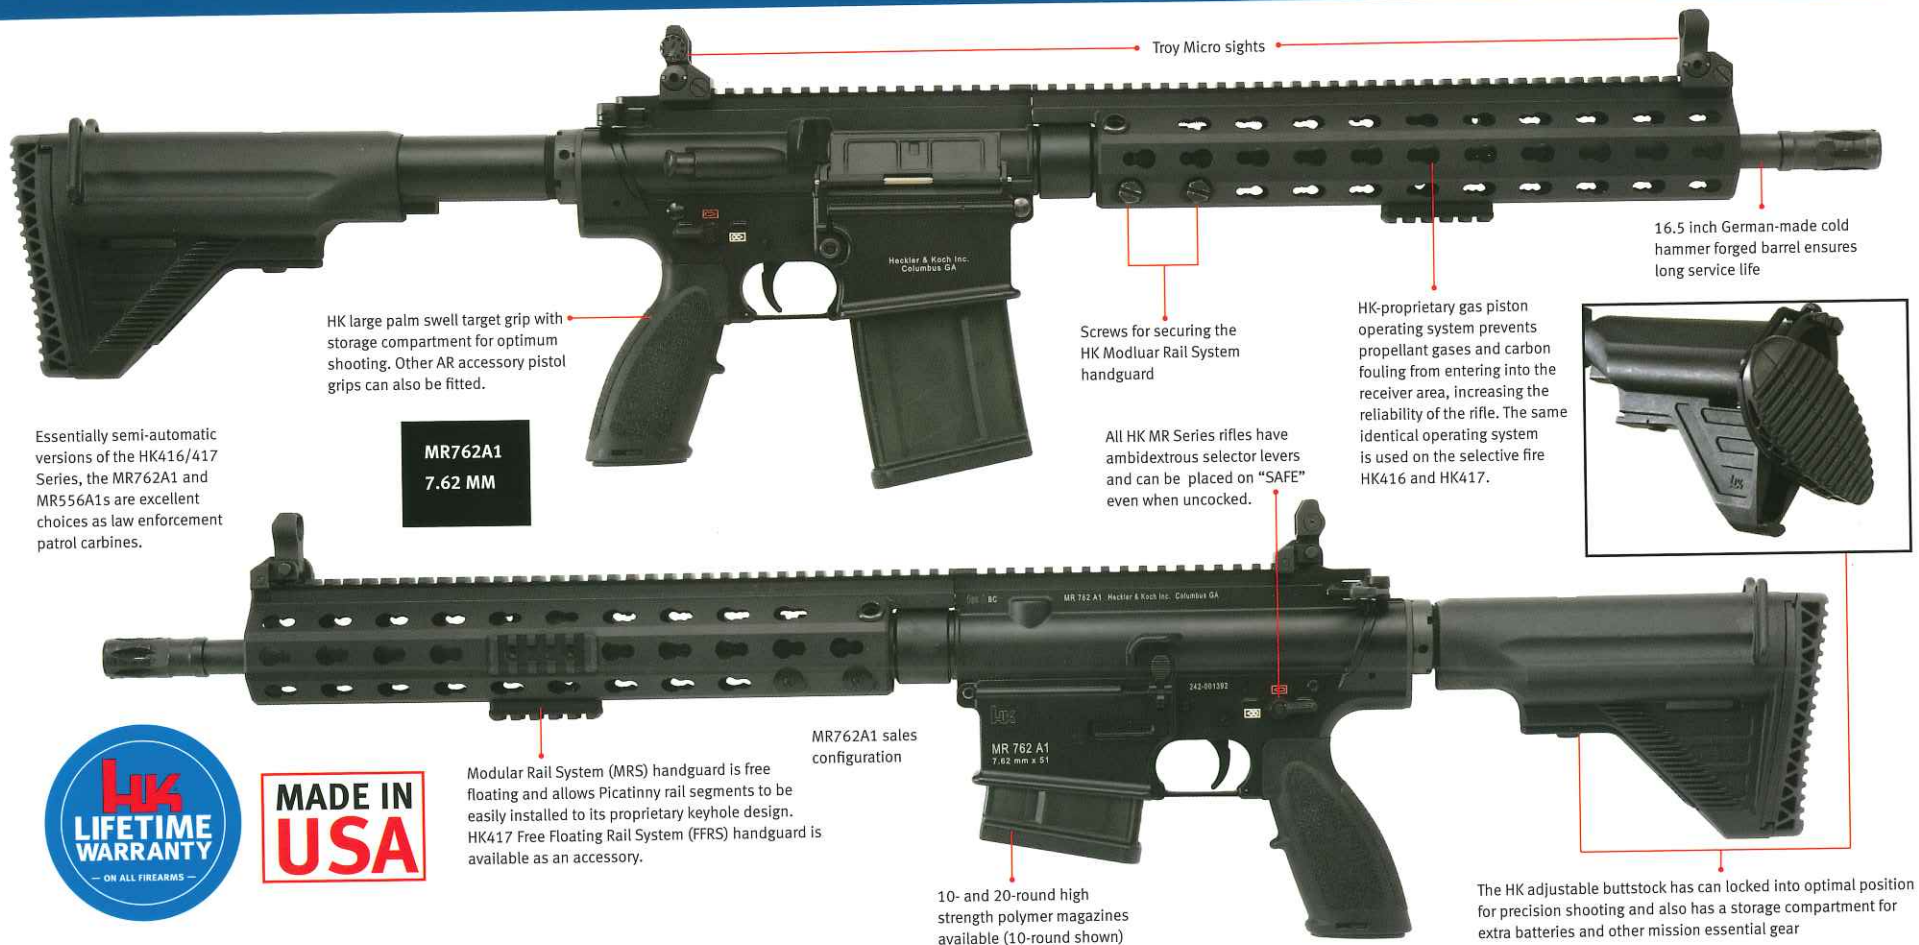 Troy Micro sights
16.5 inch German-made cold
hammer forged barrel ensures
long service life
Heckler & Koch Inc.
Columbus GA
HK large palm swell target grip with
storage compartment for optimum
shooting. Other AR accessory pistol
grips can also be fitted.
Screws for securing the
HK Modluar Rail System
handguard
HK-proprietary gas piston
operating system prevents
propellant gases and carbon
fouling from entering into the
receiver area, increasing the
reliability of the rifle. The same
identical operating system
is used on the selective fire
HK416 and HK417.
Essentially semi-automatic
versions of the HK416/417
Series, the MR762A1 and
MR556A1s are excellent
choices as law enforcement
patrol carbines.
MR762A1
7.62 MM
All HK MR Series rifles have
ambidextrous selector levers
and can be placed on “SAFE”
even when uncocked.
HK
BC
MR 762 A1 Heckler & Koch Inc. Columbus GA
242-001392
HK
MR 762 A1
7.62 mm x 51
MR762A1 sales
configuration
HK
LIFETIME
WARRANTY
— ON ALL FIREARMS —
MADE IN
USA
Modular Rail System (MRS) handguard is free
floating and allows Picatinny rail segments to be
easily installed to its proprietary keyhole design.
HK417 Free Floating Rail System (FFRS) handguard is
available as an accessory.
10- and 20-round high
strength polymer magazines
available (10-round shown)
The HK adjustable buttstock has can locked into optimal position
for precision shooting and also has a storage compartment for
extra batteries and other mission essential gear